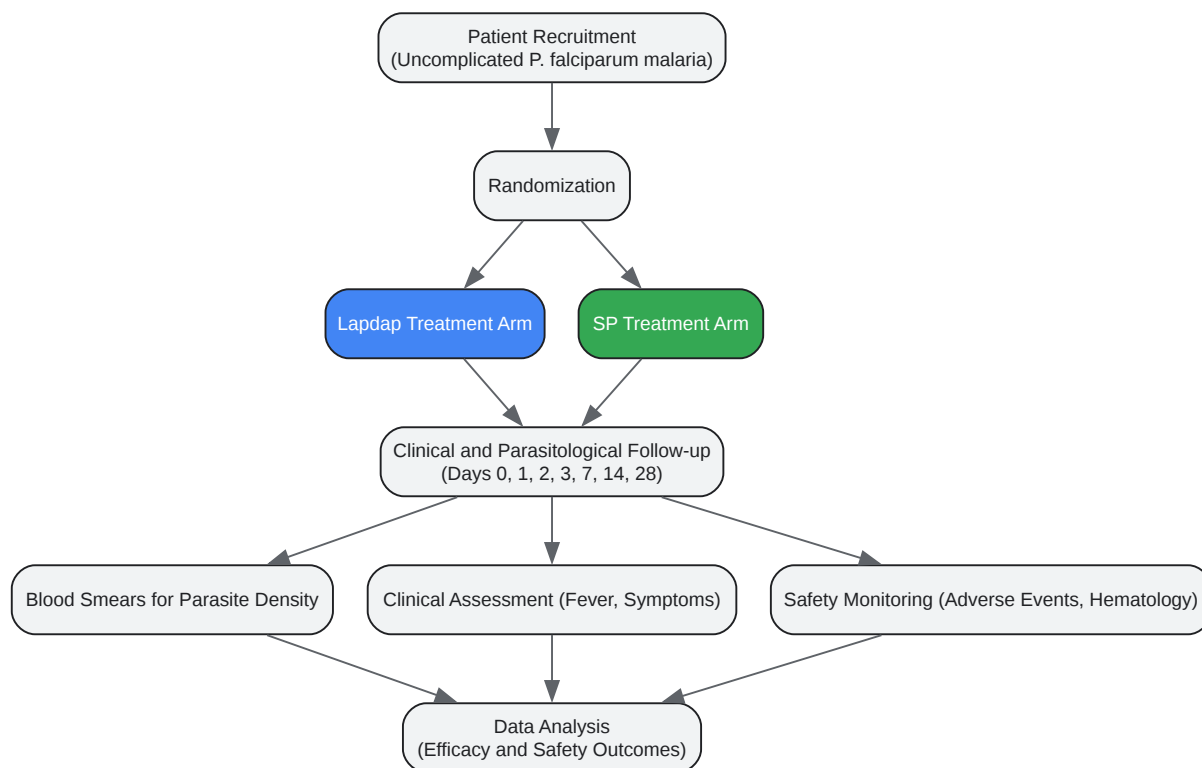 Patient Recruitment
(Uncomplicated P. falciparum malaria)
Randomization
Lapdap Treatment Arm
SP Treatment Arm
Clinical and Parasitological Follow-up
(Days 0, 1, 2, 3, 7, 14, 28)
Blood Smears for Parasite Density
Clinical Assessment (Fever, Symptoms)
Safety Monitoring (Adverse Events, Hematology)
Data Analysis
(Efficacy and Safety Outcomes)